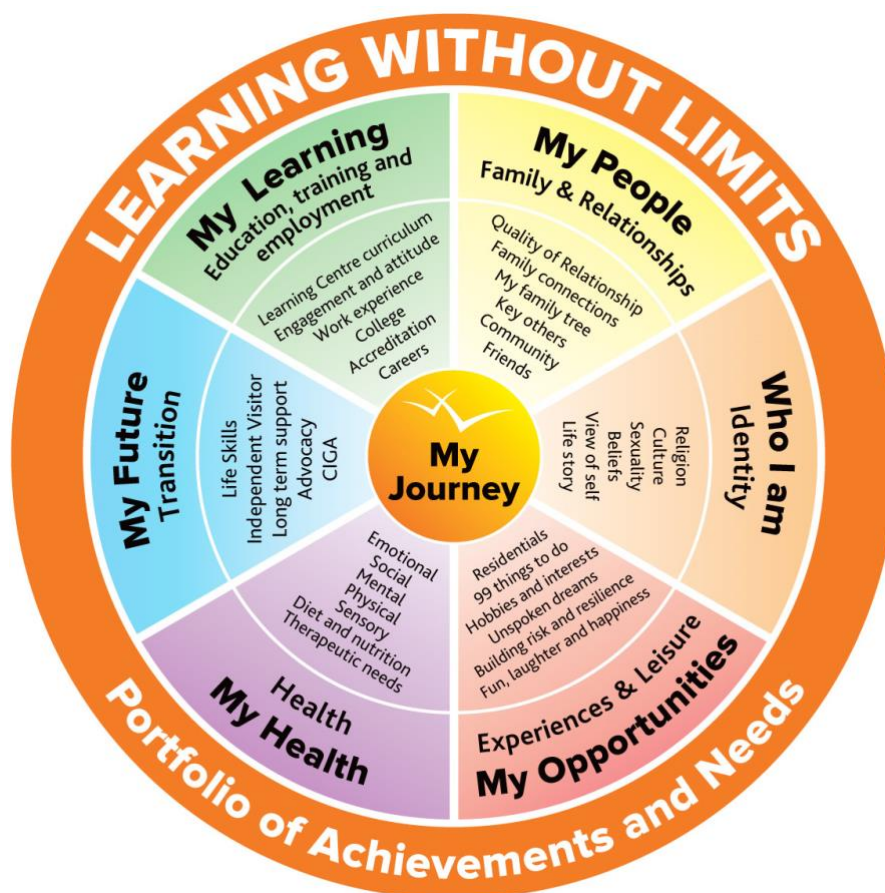 LEARNING WITHOUT LIMITS
My Learning
Education, training and
employment
Learning Centre curriculum
Engagement and attitude
Work experience
College
Accreditation
Careers
My People
Family & Relationships
Quality of Relationship
Family connections
My family tree
Key others
Community
Friends
Who I am
Identity
Religion
Culture
Sexuality
Beliefs
View of self
Life story
Residentials
99 things to do
Hobbies and interests
Unspoken dreams
Building risk and resilience
Fun, laughter and happiness
Experiences & Leisure
My Opportunities
Emotional
Social
Mental
Physical
Sensory
Diet and nutrition
Therapeutic needs
Health
My Health
My Future
Transition
Life Skills
Independent Visitor
Long term support
Advocacy
CIGA
My
Journey
Portfolio of Achievements and Needs